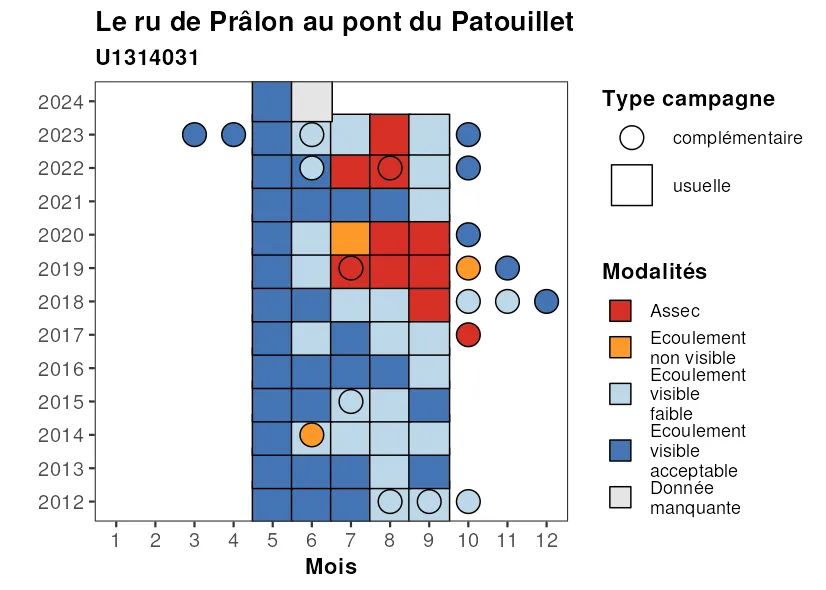 Le ru de Prâlon au pont du Patouillet
U1314031
2024
2023
2022
2021
2020
2019
2018
2017
2016
2015
2014
2013
2012
1 2 3 4 5 6 7 8 9 10 11 12
Mois
Type campagne
complémentaire
usuelle
Modalités
Assec
Ecoulement
non visible
Ecoulement
visible
faible
Ecoulement
visible
acceptable
Donnée
manquante